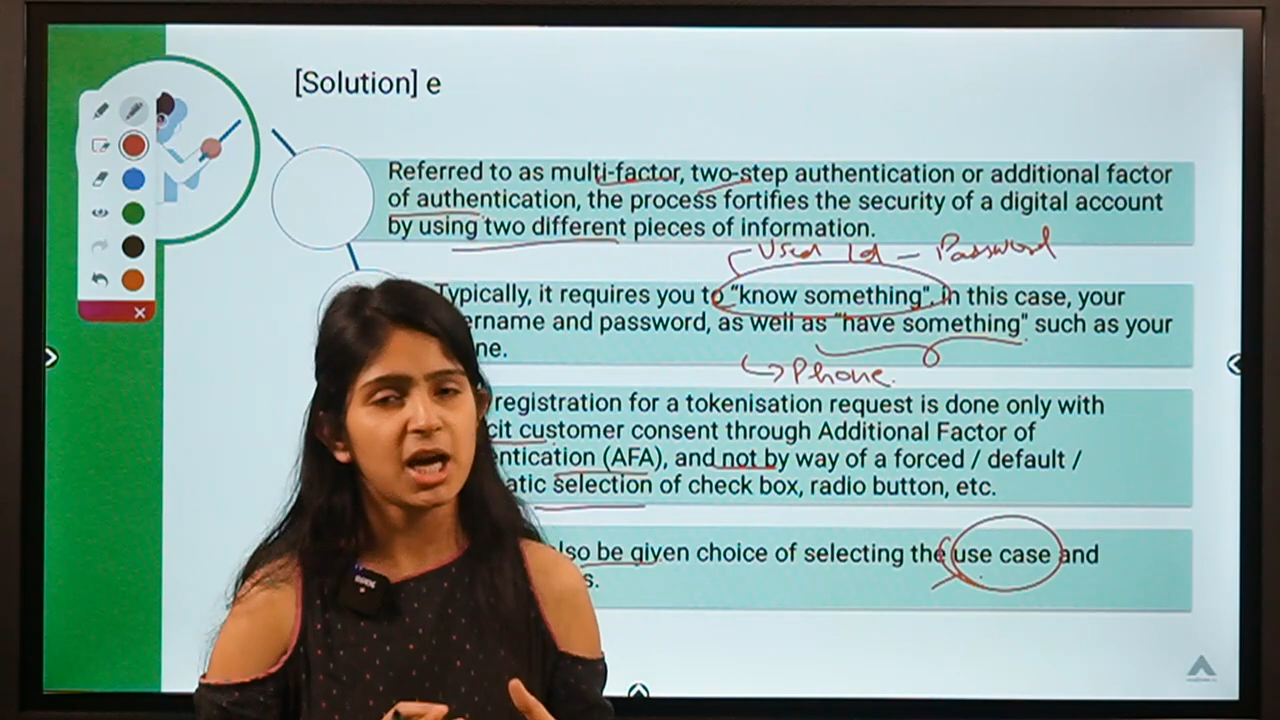 [Solution] e
Referred to as multi-factor, two-step authentication or additional factor
of authentication, the process fortifies the security of a digital account
by using two different pieces of information.
Used Id - Password
Typically, it requires you to "know something". In this case, your
ername and password, as well as "have something" such as your
ne.
Phone.
registration for a tokenisation request is done only with
cit customer consent through Additional Factor of
entication (AFA), and not by way of a forced / default /
atic selection of check box, radio button, etc.
lso be given choice of selecting the use case and
s.